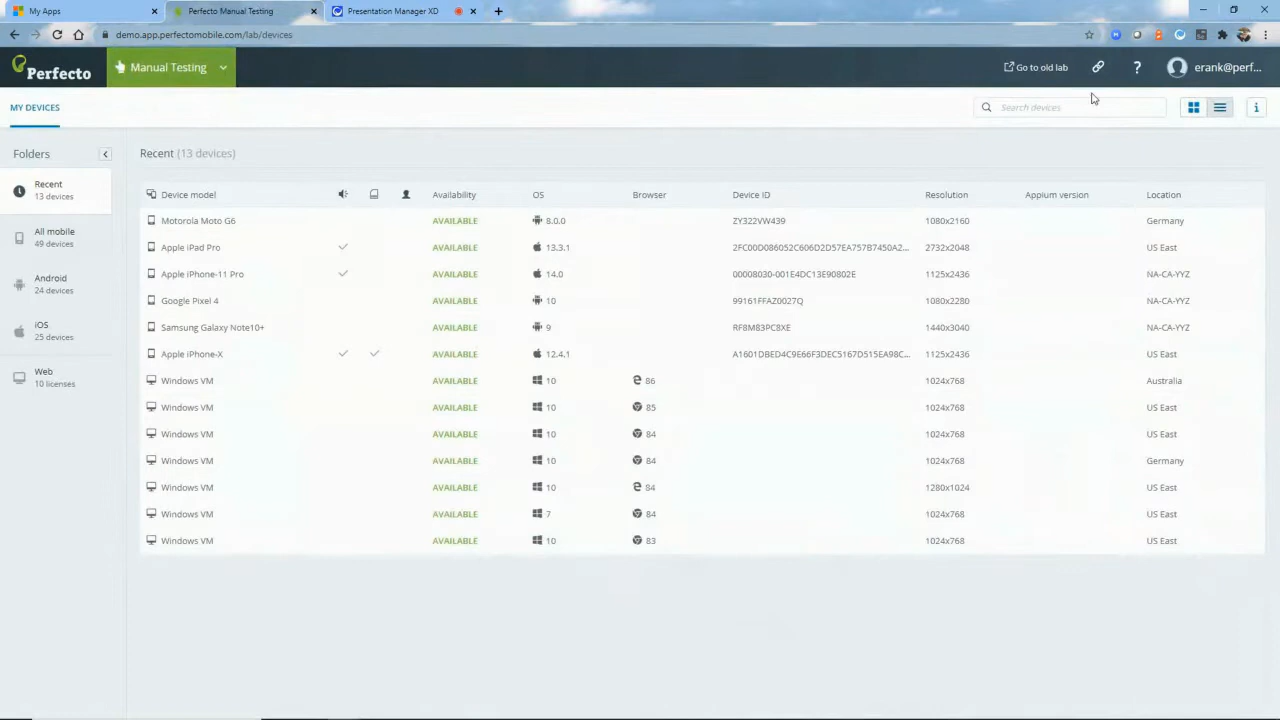 My Apps
Perfecto Manual Testing
Presentation Manager XD
demo.app.perfectomobile.com/lab/devices
Perfecto
Manual Testing
Go to old lab
?
erank@perf...
MY DEVICES
Search devices
i
Folders
Recent (13 devices)
Recent
13 devices
All mobile
49 devices
Android
24 devices
iOS
25 devices
Web
10 licenses
Device model Availability OS Browser Device ID Resolution Appium version Location
Motorola Moto G6 AVAILABLE 8.0.0 ZY322VW439 1080x2160 Germany
Apple iPad Pro AVAILABLE 13.3.1 2FC00D086052C606D2D57EA757B7450A2... 2732x2048 US East
Apple iPhone-11 Pro AVAILABLE 14.0 00008030-001E4DC13E90802E 1125x2436 NA-CA-YYZ
Google Pixel 4 AVAILABLE 10 99161FFAZ0027Q 1080x2280 NA-CA-YYZ
Samsung Galaxy Note10+ AVAILABLE 9 RF8M83PC8XE 1440x3040 NA-CA-YYZ
Apple iPhone-X AVAILABLE 12.4.1 A1601DBED4C9E66F3DEC5167D515EA98C... 1125x2436 US East
Windows VM AVAILABLE 10 86 1024x768 Australia
Windows VM AVAILABLE 10 85 1024x768 US East
Windows VM AVAILABLE 10 84 1024x768 US East
Windows VM AVAILABLE 10 84 1024x768 Germany
Windows VM AVAILABLE 10 84 1280x1024 US East
Windows VM AVAILABLE 7 84 1024x768 US East
Windows VM AVAILABLE 10 83 1024x768 US East